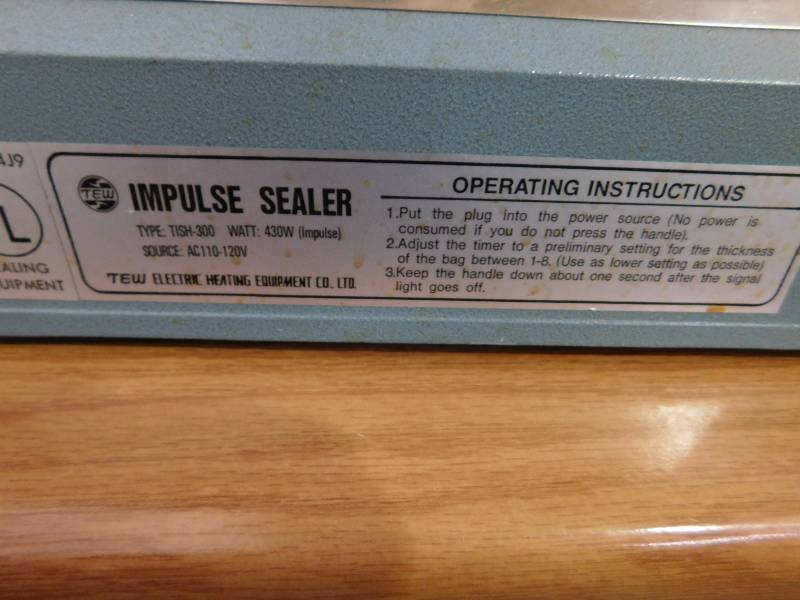 4J9
L
EALING
UIPMENT
TEW
IMPULSE SEALER
TYPE: TISH-300 WATT: 430W (Impulse)
SOURCE: AC110-120V
TEW ELECTRIC HEATING EQUIPMENT CO., LTD.
OPERATING INSTRUCTIONS
1.Put the plug into the power source (No power is
consumed if you do not press the handle).
2.Adjust the timer to a preliminary setting for the thickness
of the bag between 1-8. (Use as lower setting as possible)
3.Keep the handle down about one second after the signal
light goes off.